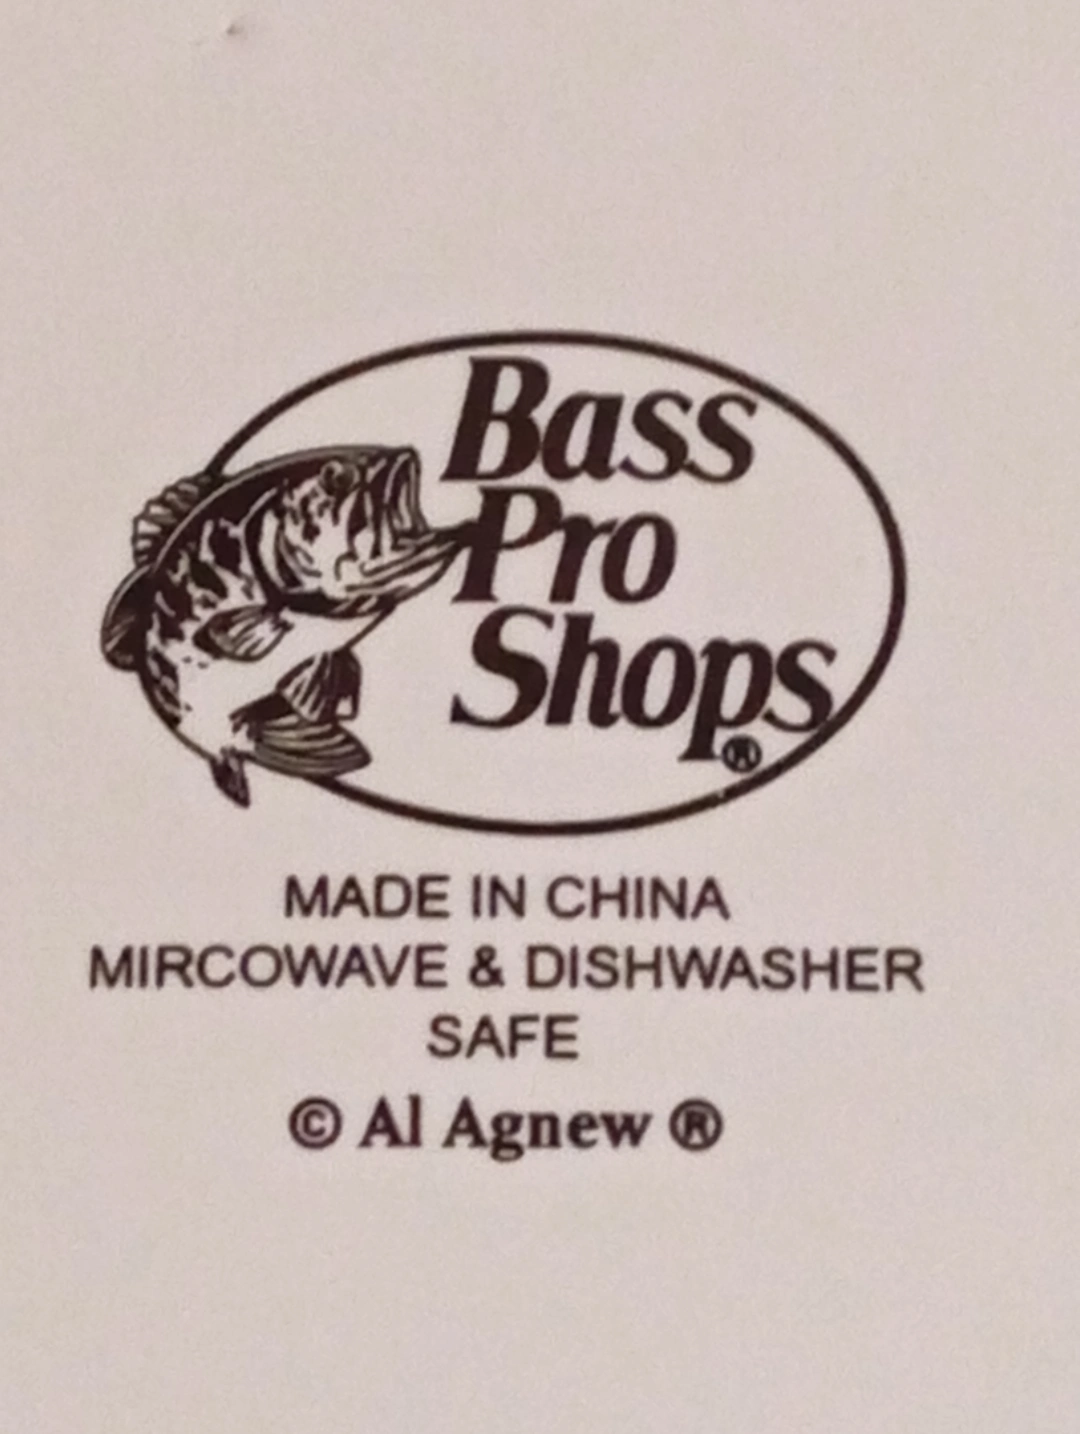 Bass
Pro
Shops®
MADE IN CHINA
MIRCOWAVE & DISHWASHER
SAFE
© Al Agnew ®